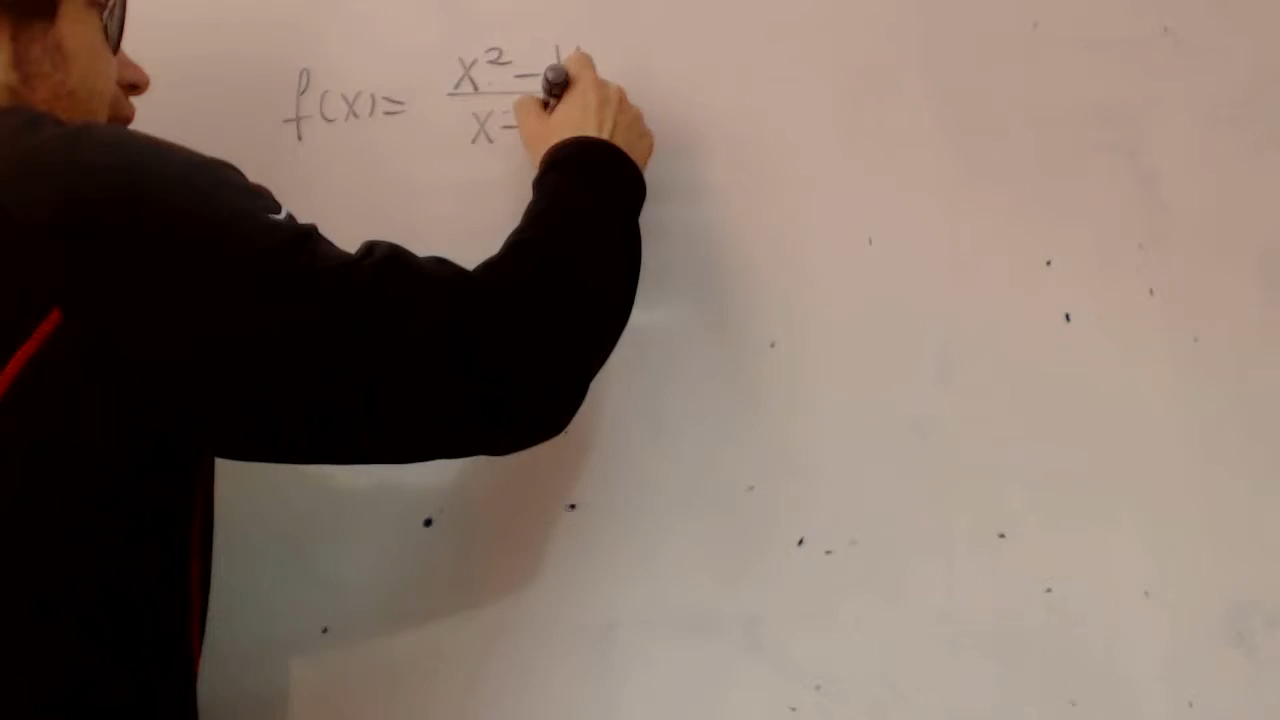 f(x) = x² - / x -